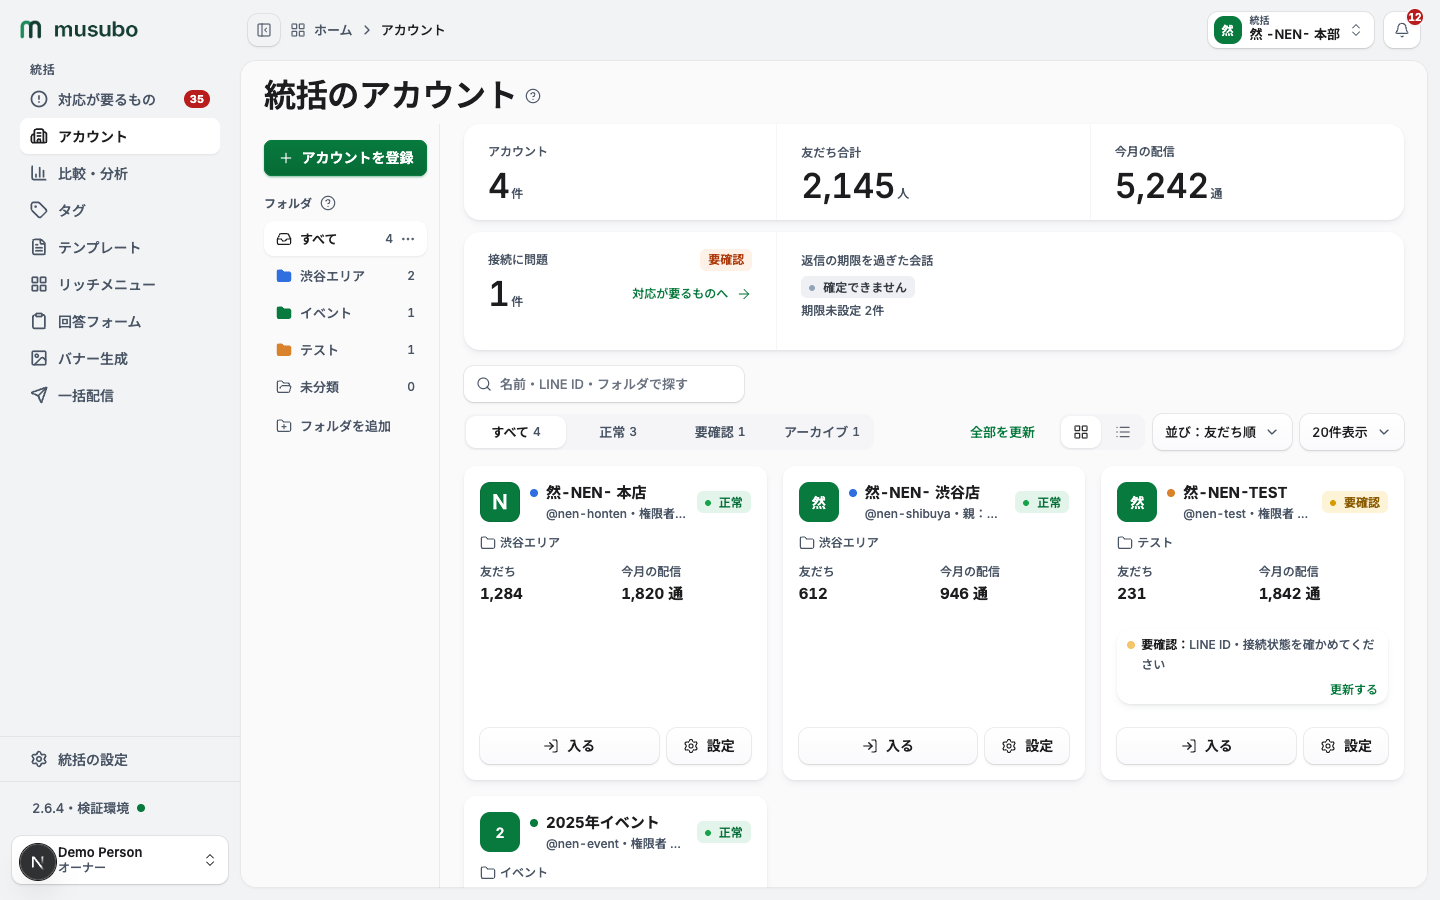 musubo
統括
対応が要るもの 35
アカウント
比較・分析
タグ
テンプレート
リッチメニュー
回答フォーム
バナー生成
一括配信
統括の設定
2.6.4・検証環境
N
Demo Person
オーナー
ホーム > アカウント
然
統括
然 -NEN- 本部
12
統括のアカウント
アカウントを登録
フォルダ
すべて 4
渋谷エリア 2
イベント 1
テスト 1
未分類 0
フォルダを追加
アカウント
4件
友だち合計
2,145人
今月の配信
5,242通
接続に問題 要確認
1件 対応が要るものへ
返信の期限を過ぎた会話
確定できません
期限未設定 2件
名前・LINE ID・フォルダで探す
すべて 4 正常 3 要確認 1 アーカイブ 1
全部を更新
並び：友だち順
20件表示
N
然-NEN- 本店
@nen-honten・権限者...
正常
渋谷エリア
友だち 今月の配信
1,284 1,820 通
入る 設定
然
然-NEN- 渋谷店
@nen-shibuya・親：...
正常
渋谷エリア
友だち 今月の配信
612 946 通
入る 設定
然
然-NEN-TEST
@nen-test・権限者 ...
要確認
テスト
友だち 今月の配信
231 1,842 通
要確認：LINE ID・接続状態を確かめてくだ
さい
更新する
入る 設定
2
2025年イベント
@nen-event・権限者 ...
正常
イベント